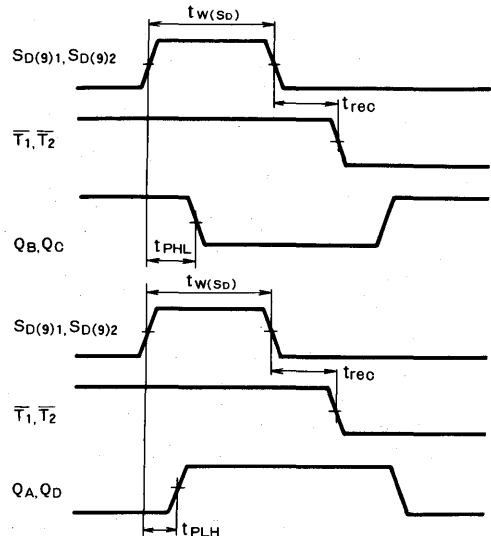 tW(SD)
SD(9)1, SD(9)2
trec
T̅1, T̅2
QB, QC
tPHL
tW(SD)
SD(9)1, SD(9)2
trec
T̅1, T̅2
QA, QD
tPLH